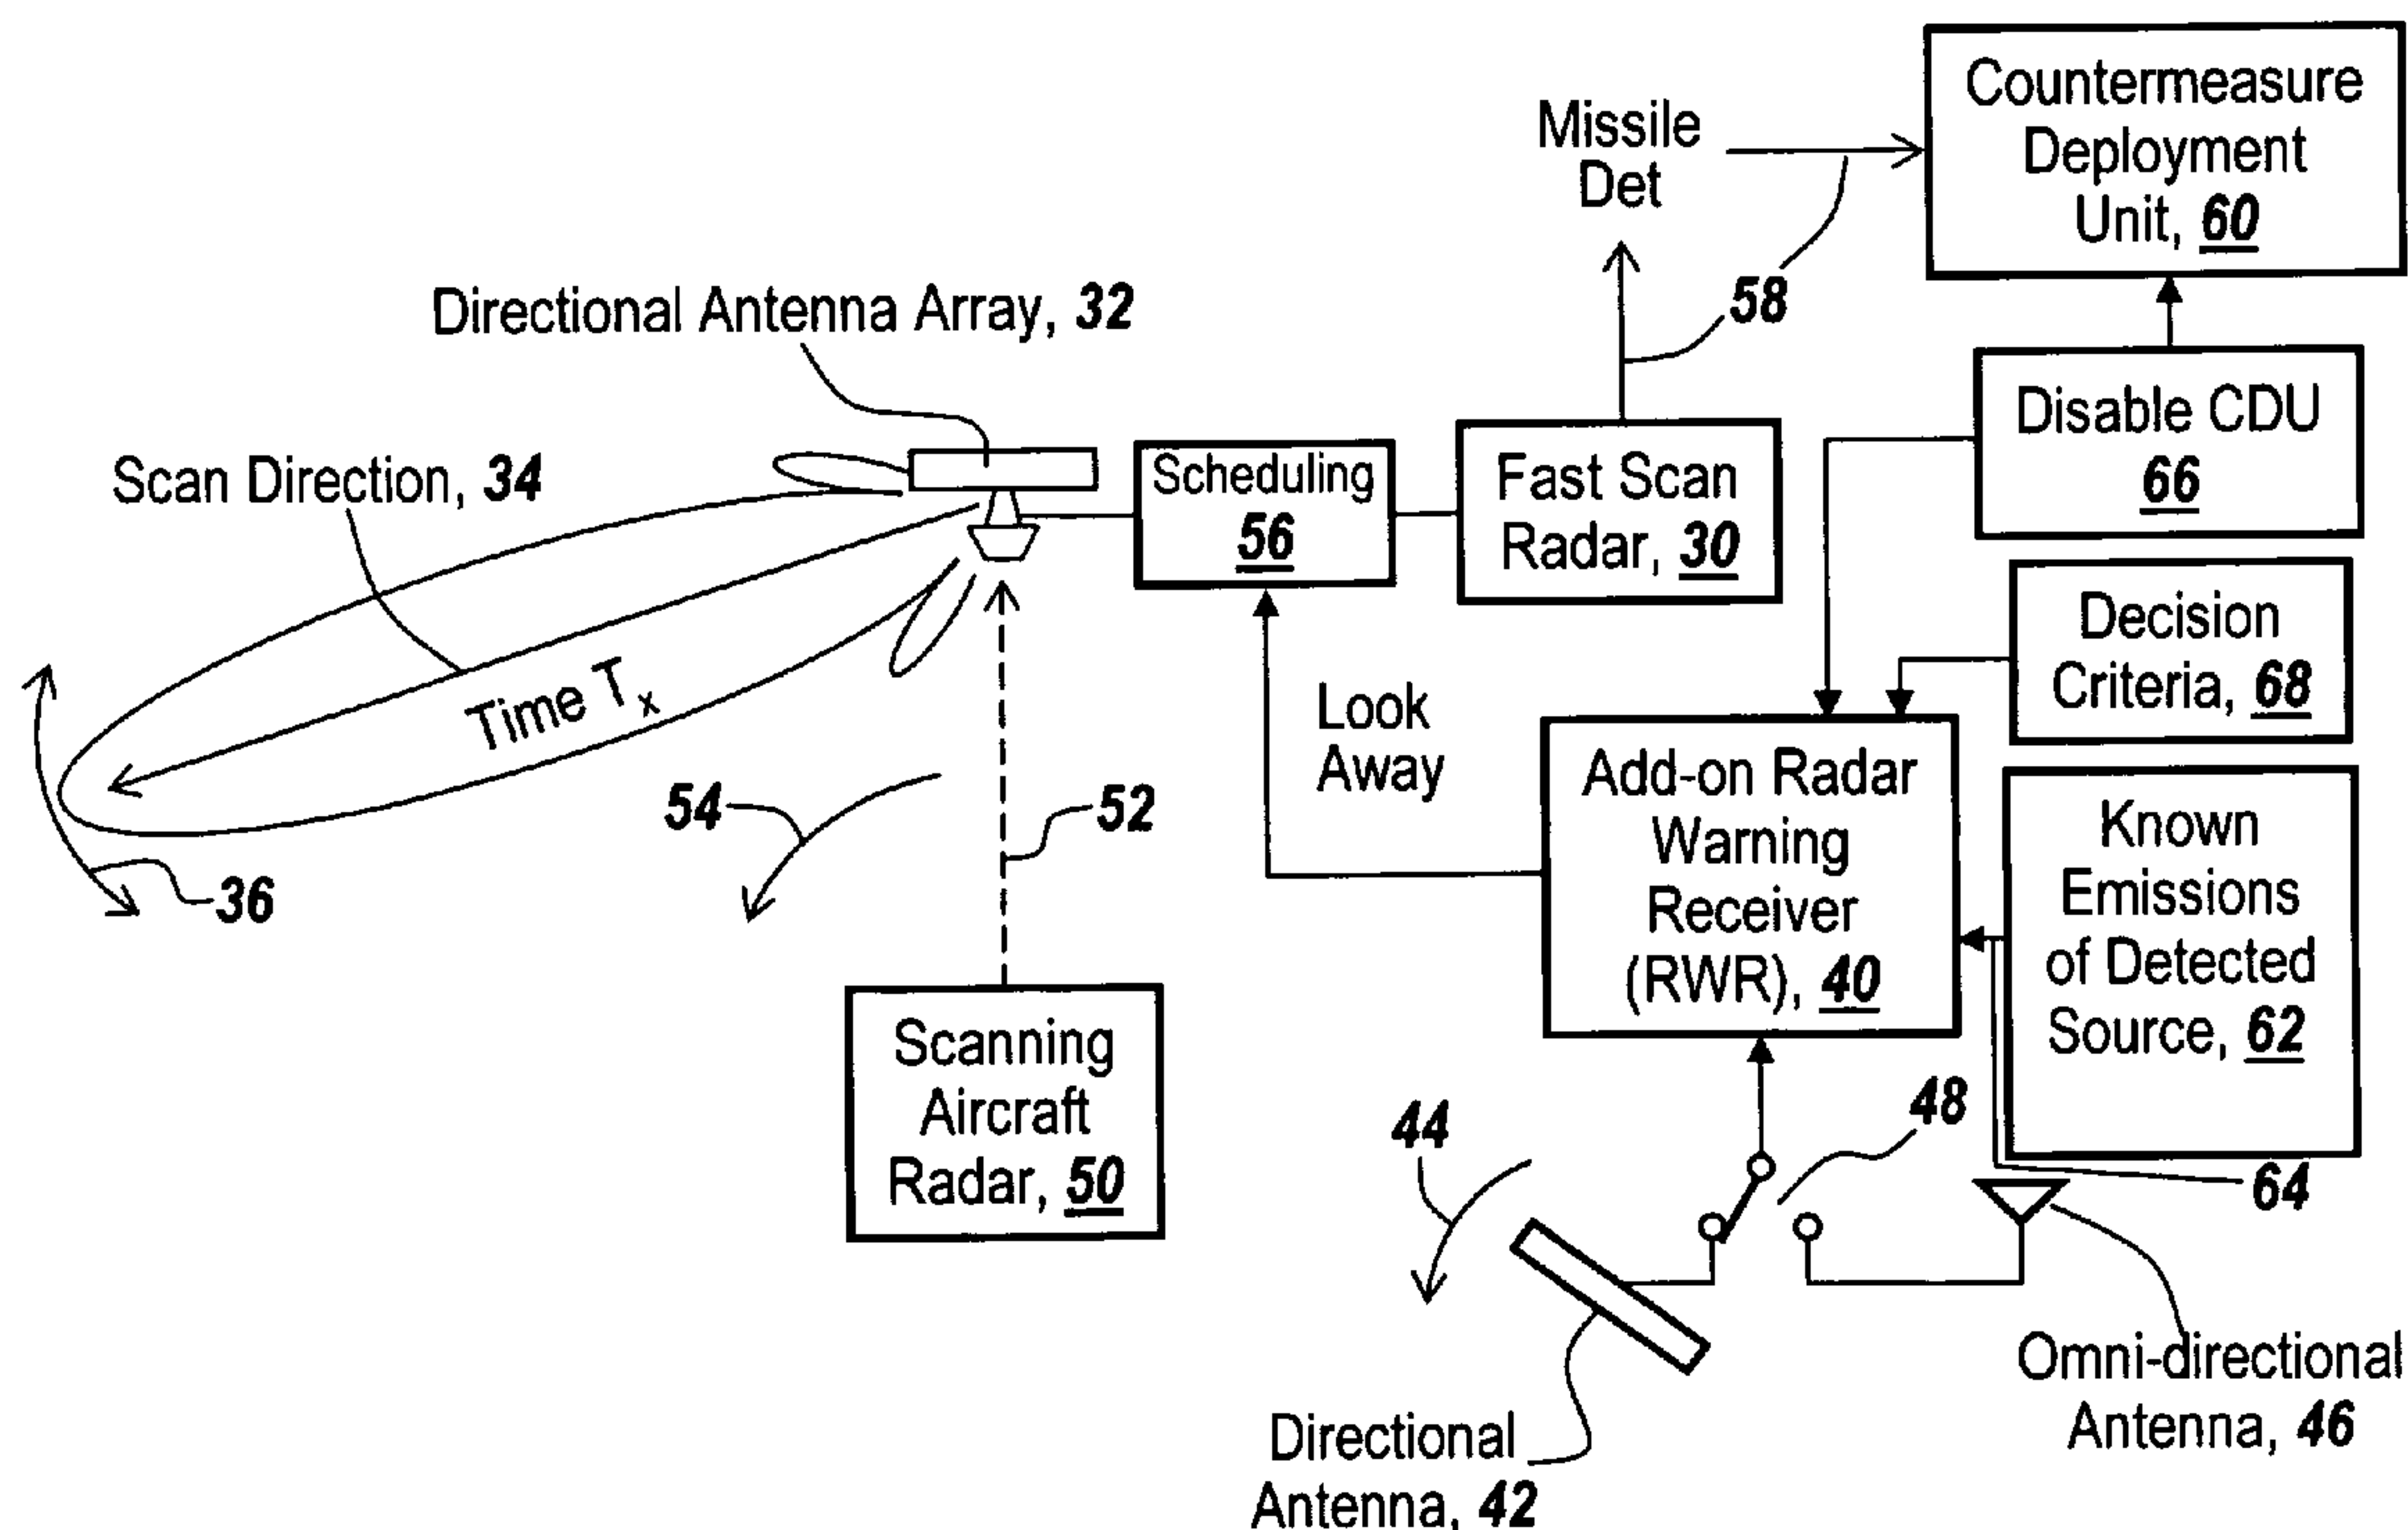 Countermeasure
Deployment
Unit, 60
Missile
Det
58
Directional Antenna Array, 32
Disable CDU
66
Scan Direction, 34
Scheduling
56
Fast Scan
Radar, 30
Decision
Criteria, 68
Time Tx
Look
Away
54
52
36
Add-on Radar
Warning
Receiver
(RWR), 40
Known
Emissions
of Detected
Source, 62
Scanning
Aircraft
Radar, 50
44
48
64
Omni-directional
Antenna, 46
Directional
Antenna, 42